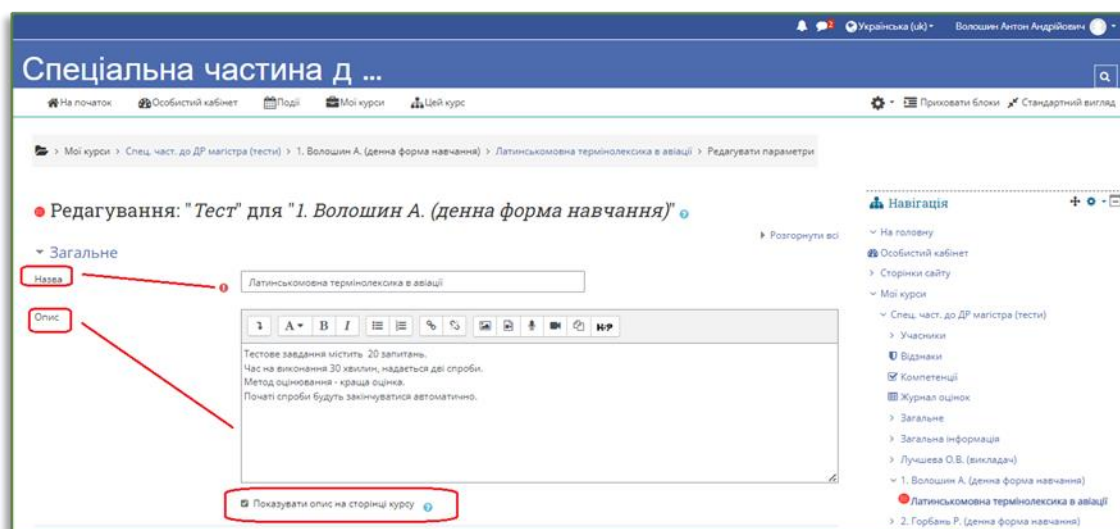 2
Українська (uk)
Волошин Антон Андрійович
Спеціальна частина д ...
На початок Особистий кабінет Події Мої курси Цей курс
Приховати блоки Стандартний вигляд
> Мої курси > Спец. част. до ДР магістра (тести) > 1. Волошин А. (денна форма навчання) > Латинськомовна термінолексика в авіації > Редагувати параметри
Редагування: "Тест" для "1. Волошин А. (денна форма навчання)"
Розгорнути всі
Загальне
Назва
Латинськомовна термінолексика в авіації
Опис
A B I H-P
Тестове завдання містить 20 запитань.
Час на виконання 30 хвилин, надається дві спроби.
Метод оцінювання - краща оцінка.
Початі спроби будуть закінчуватися автоматично.
Показувати опис на сторінці курсу
Навігація
На головну
Особистий кабінет
> Сторінки сайту
Мої курси
Спец. част. до ДР магістра (тести)
> Учасники
Відзнаки
Компетенції
Журнал оцінок
> Загальне
> Загальна інформація
> Лучшева О.В. (викладач)
1. Волошин А. (денна форма навчання)
Латинськомовна термінолексика в авіації
> 2. Горбань Р. (денна форма навчання)